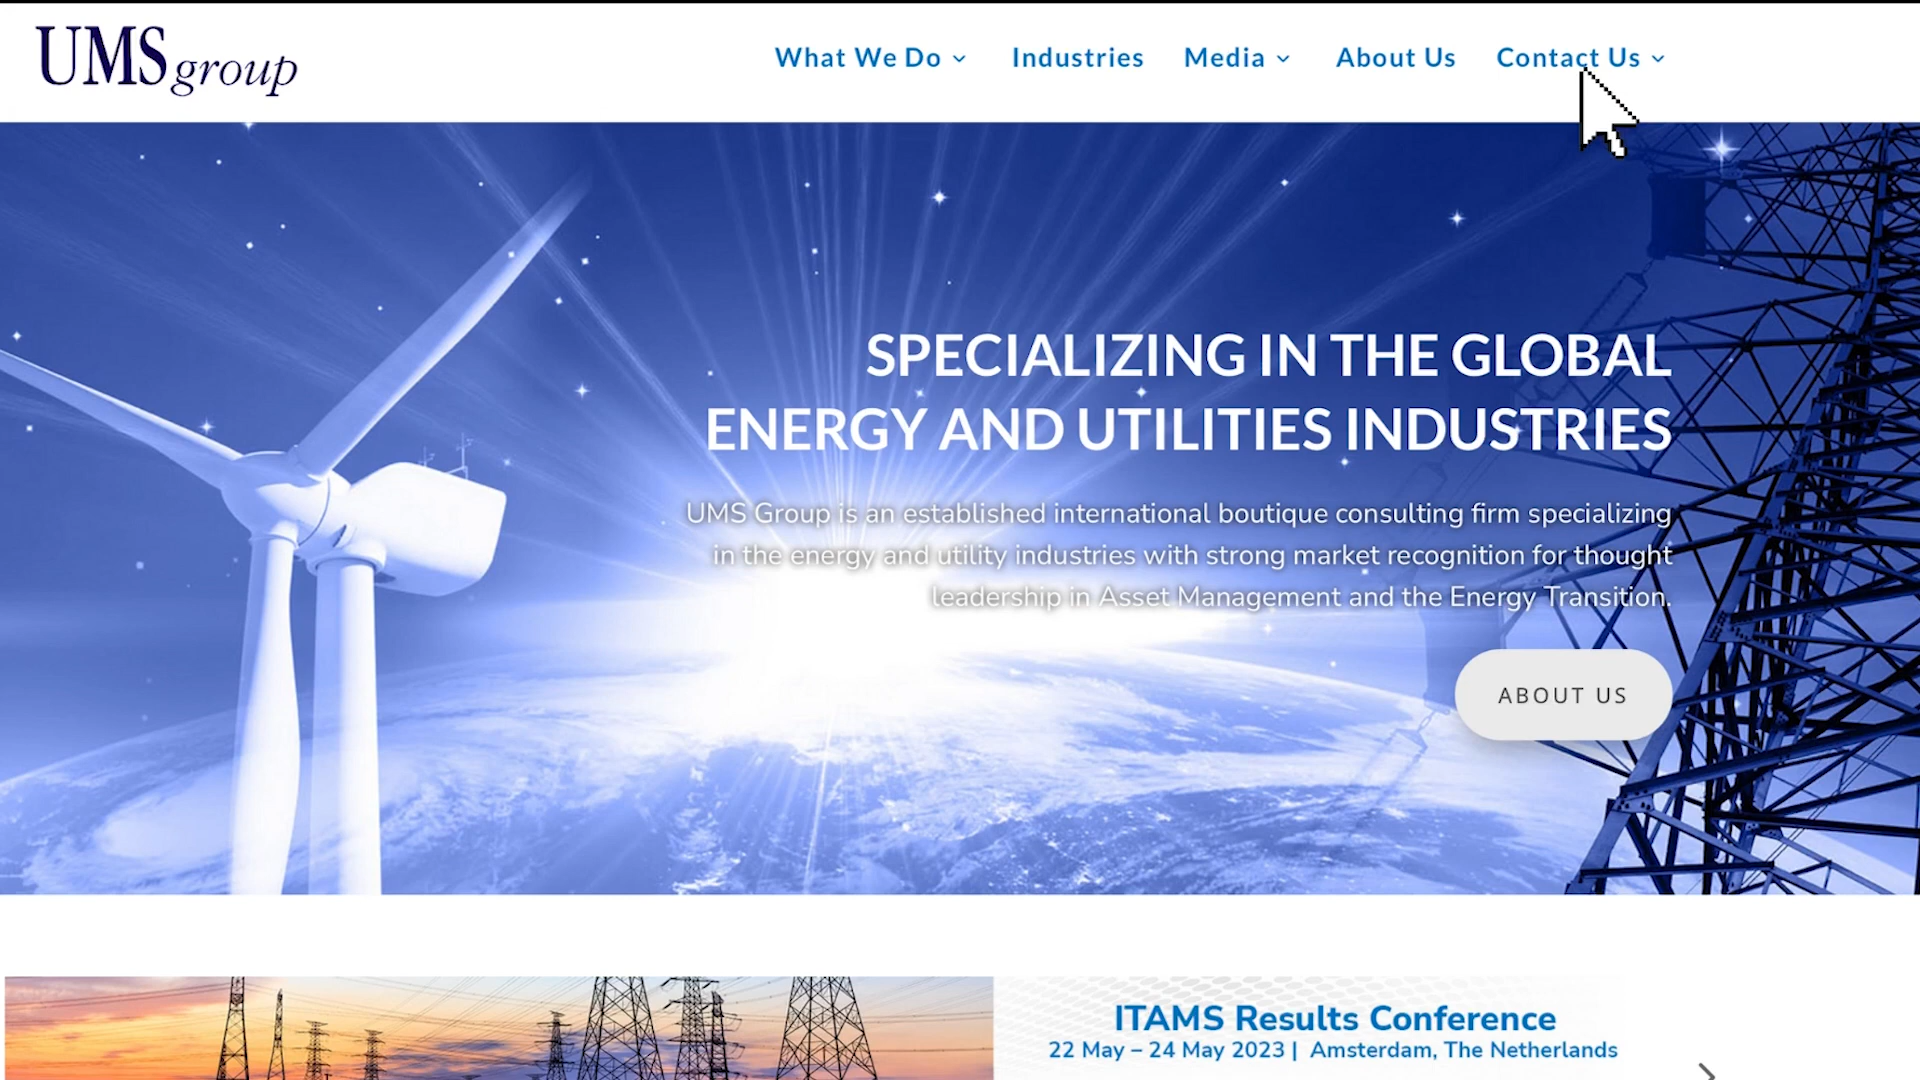 UMS group
What We Do
Industries
Media
About Us
Contact Us
SPECIALIZING IN THE GLOBAL
ENERGY AND UTILITIES INDUSTRIES
UMS Group is an established international boutique consulting firm specializing
in the energy and utility industries with strong market recognition for thought
leadership in Asset Management and the Energy Transition.
ABOUT US
ITAMS Results Conference
22 May – 24 May 2023 | Amsterdam, The Netherlands